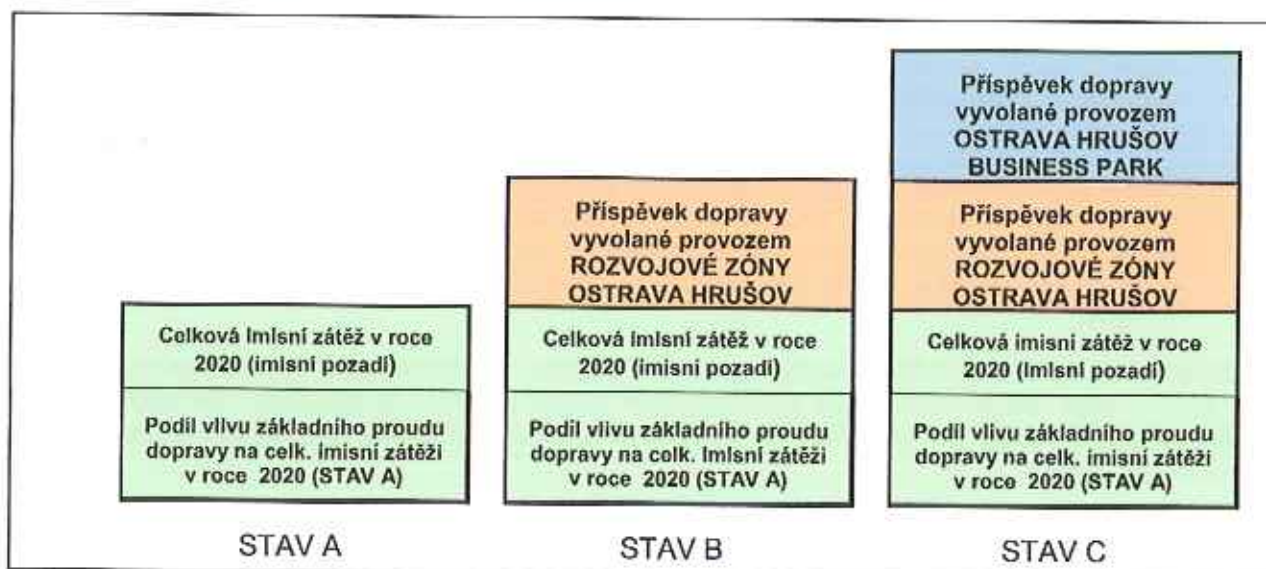 Celková imisní zátěž v roce
2020 (imisní pozadí)
Podíl vlivu základního proudu
dopravy na celk. imisní zátěži
v roce 2020 (STAV A)
STAV A
Příspěvek dopravy
vyvolané provozem
ROZVOJOVÉ ZÓNY
OSTRAVA HRUŠOV
Celková imisní zátěž v roce
2020 (imisní pozadí)
Podíl vlivu základního proudu
dopravy na celk. imisní zátěži
v roce 2020 (STAV A)
STAV B
Příspěvek dopravy
vyvolané provozem
OSTRAVA HRUŠOV
BUSINESS PARK
Příspěvek dopravy
vyvolané provozem
ROZVOJOVÉ ZÓNY
OSTRAVA HRUŠOV
Celková imisní zátěž v roce
2020 (imisní pozadí)
Podíl vlivu základního proudu
dopravy na celk. imisní zátěži
v roce 2020 (STAV A)
STAV C